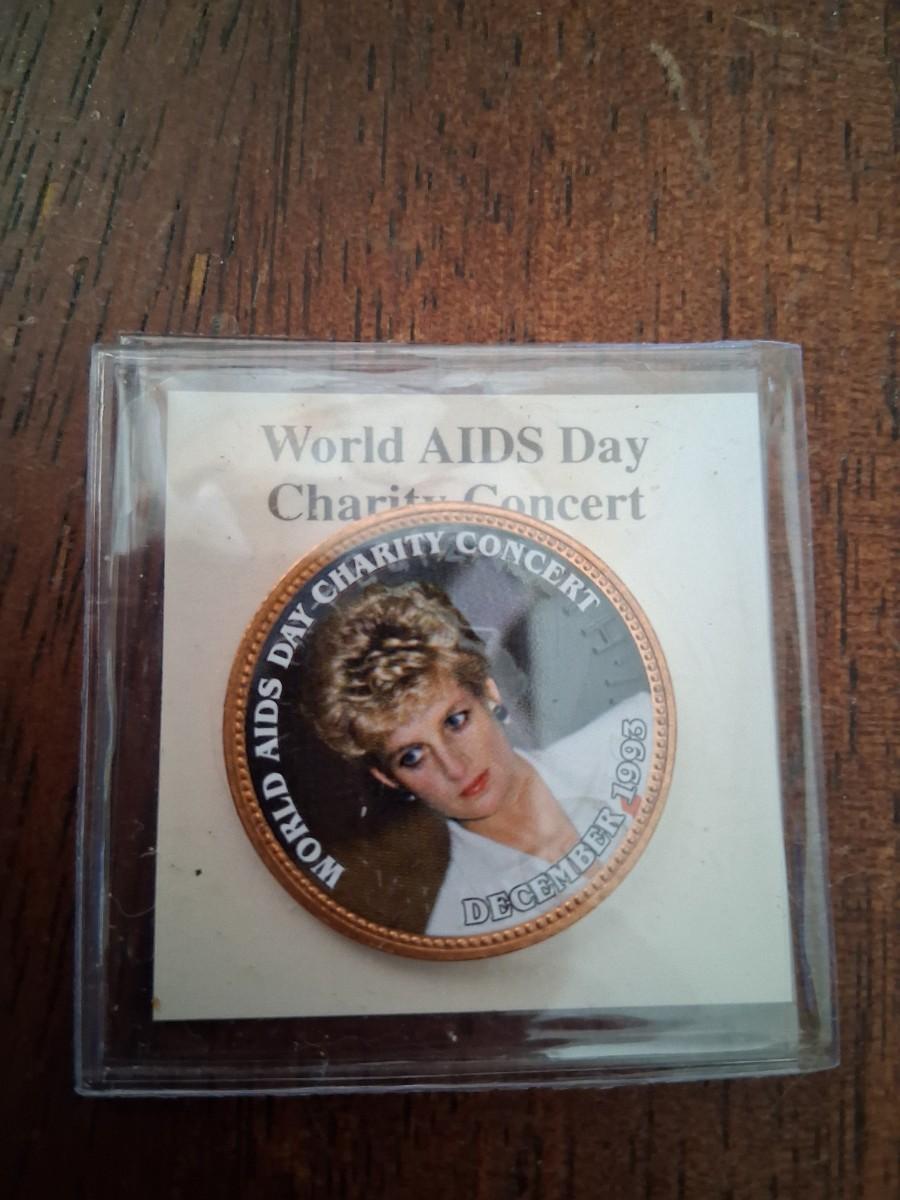 World AIDS Day
Charity Concert
WORLD AIDS DAY CHARITY CONCERT
DECEMBER 1993